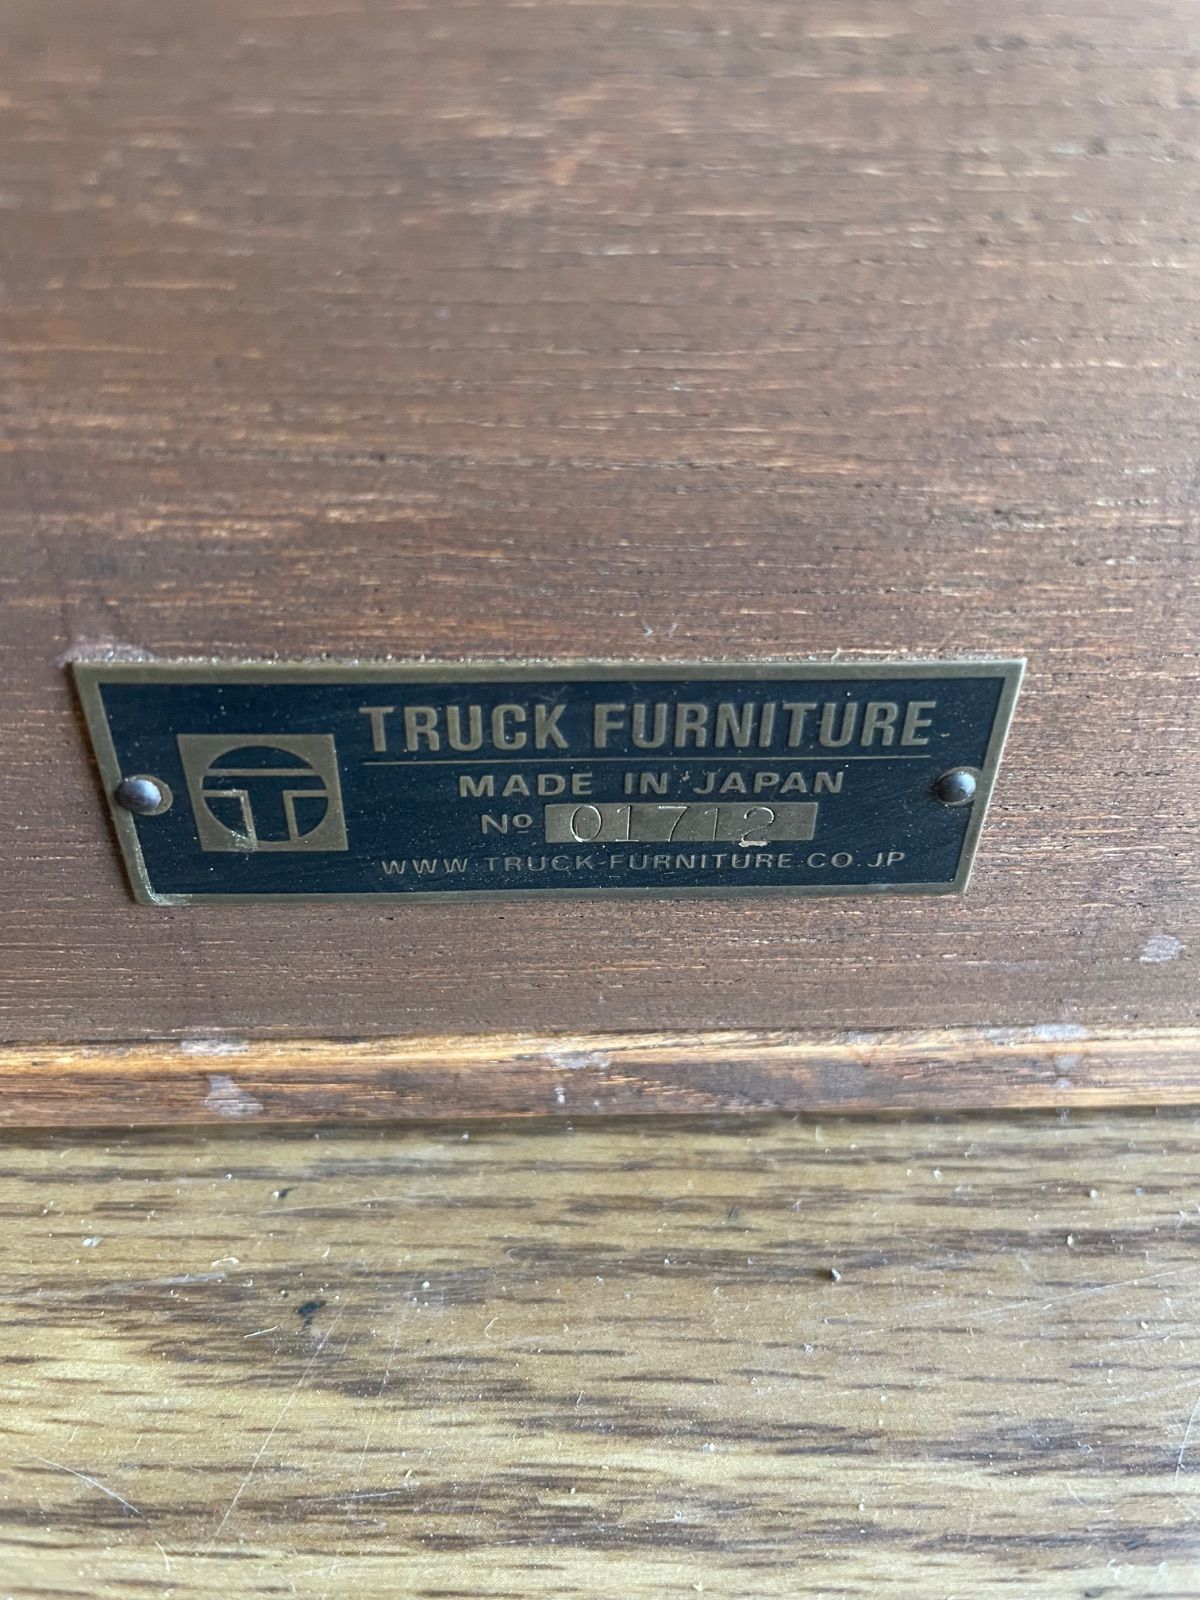 TRUCK FURNITURE
MADE IN JAPAN
No 01712
WWW.TRUCK-FURNITURE.CO.JP